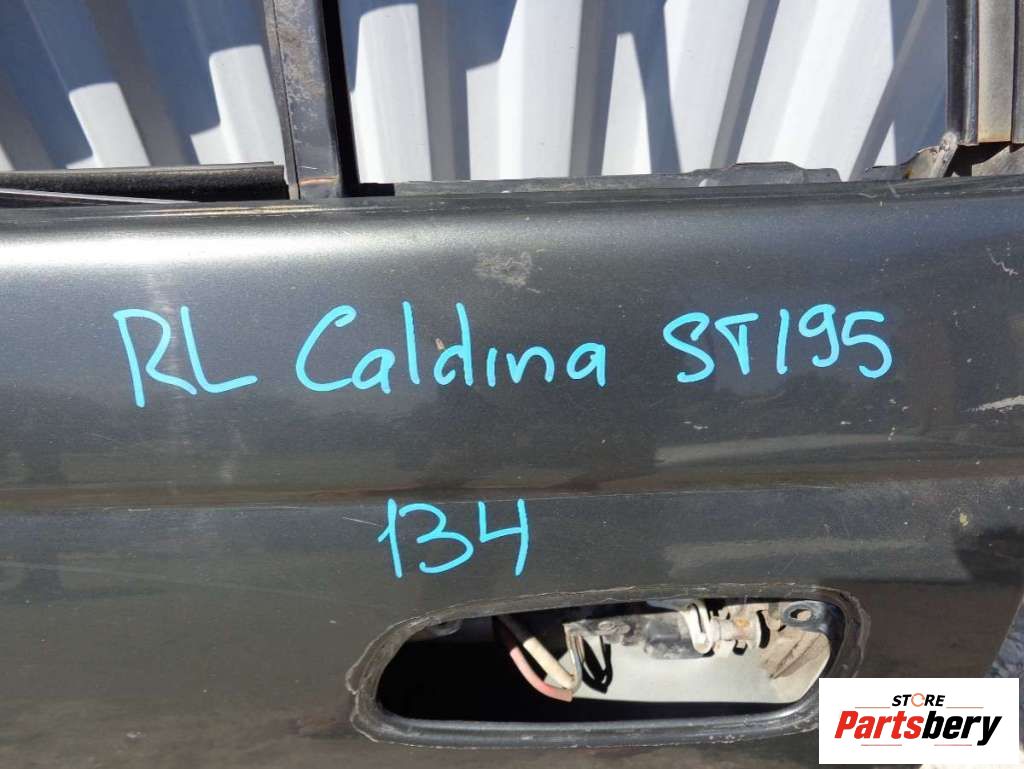 RL Caldina ST195
134
STORE
Partsbery